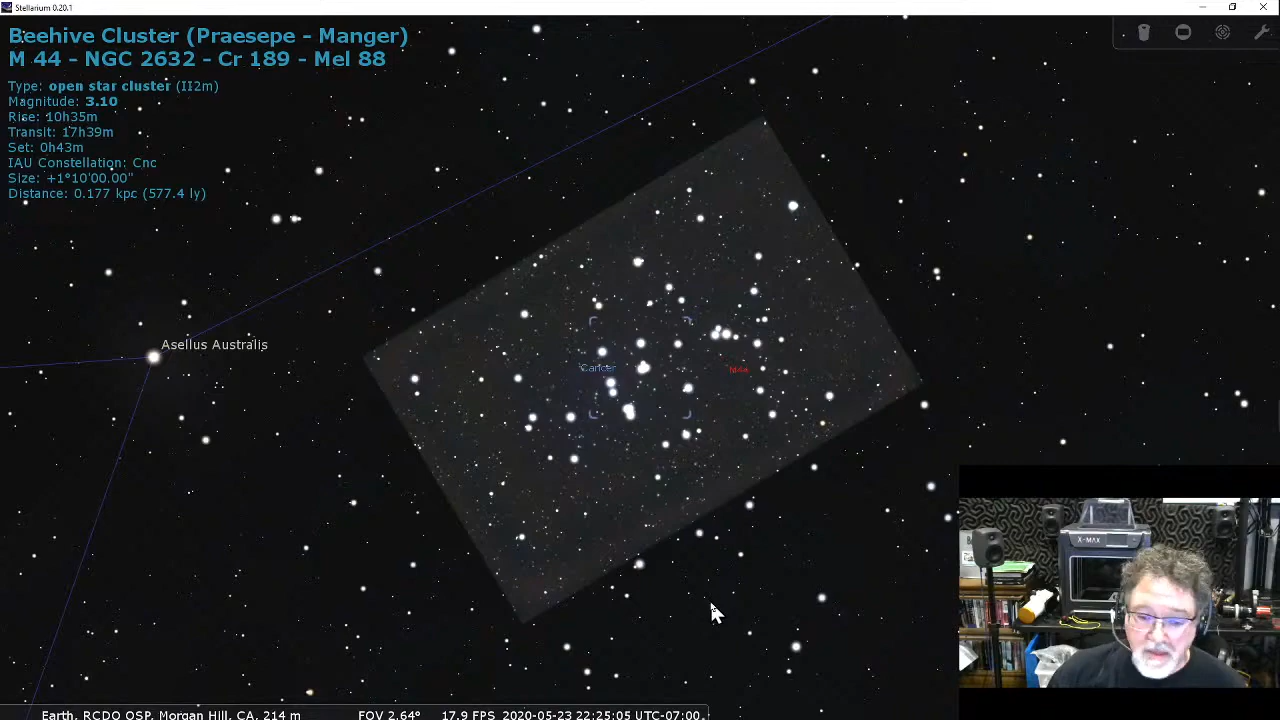 Stellarium 0.20.1
Beehive Cluster (Praesepe - Manger)
M 44 - NGC 2632 - Cr 189 - Mel 88
Type: open star cluster (II2m)
Magnitude: 3.10
Rise: 10h35m
Transit: 17h39m
Set: 0h43m
IAU Constellation: Cnc
Size: +1°10'00.00"
Distance: 0.177 kpc (577.4 ly)
Asellus Australis
Cancer
M44
X-MAX
Earth, RCDO OSP, Morgan Hill, CA, 214 m FOV 2.64° 17.9 FPS 2020-05-23 22:25:05 UTC-07:00